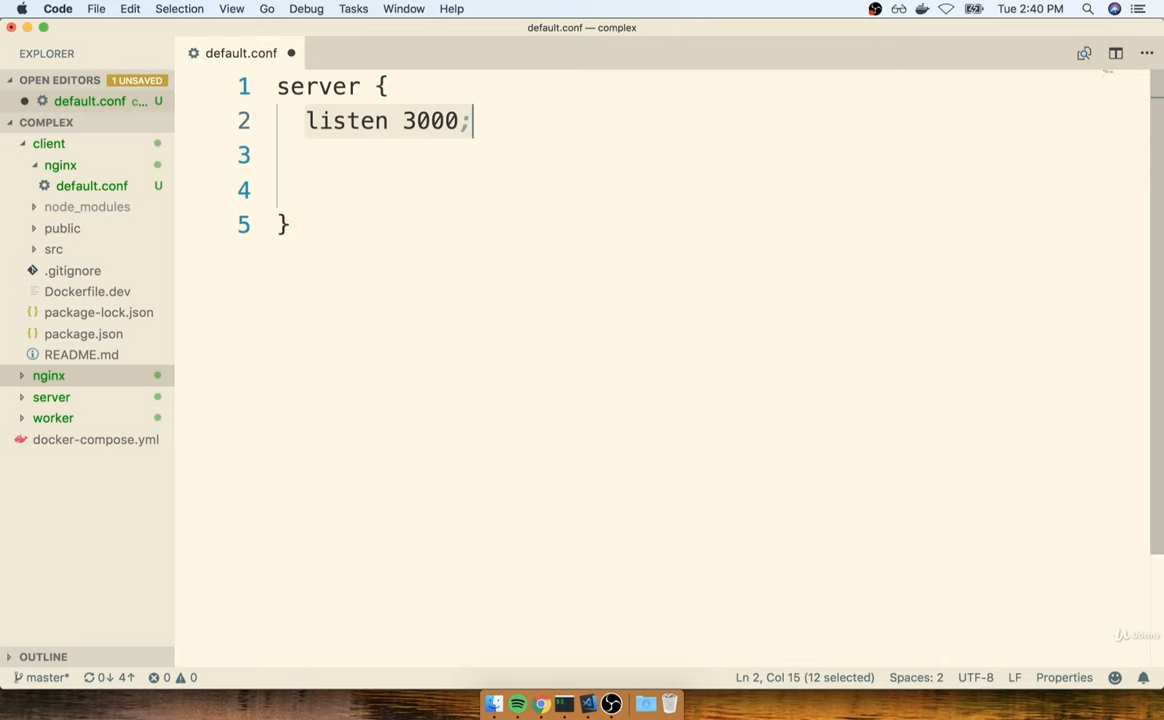 Code File Edit Selection View Go Debug Tasks Window Help Tue 2:40 PM
default.conf — complex
EXPLORER
default.conf
OPEN EDITORS 1 UNSAVED
default.conf c... U
COMPLEX
client
nginx
default.conf U
node_modules
public
src
.gitignore
Dockerfile.dev
package-lock.json
package.json
README.md
nginx
server
worker
docker-compose.yml
OUTLINE
1 server {
2 listen 3000;
3
4
5 }
Udemy
master* 0↓ 4↑ 0 0 Ln 2, Col 15 (12 selected) Spaces: 2 UTF-8 LF Properties